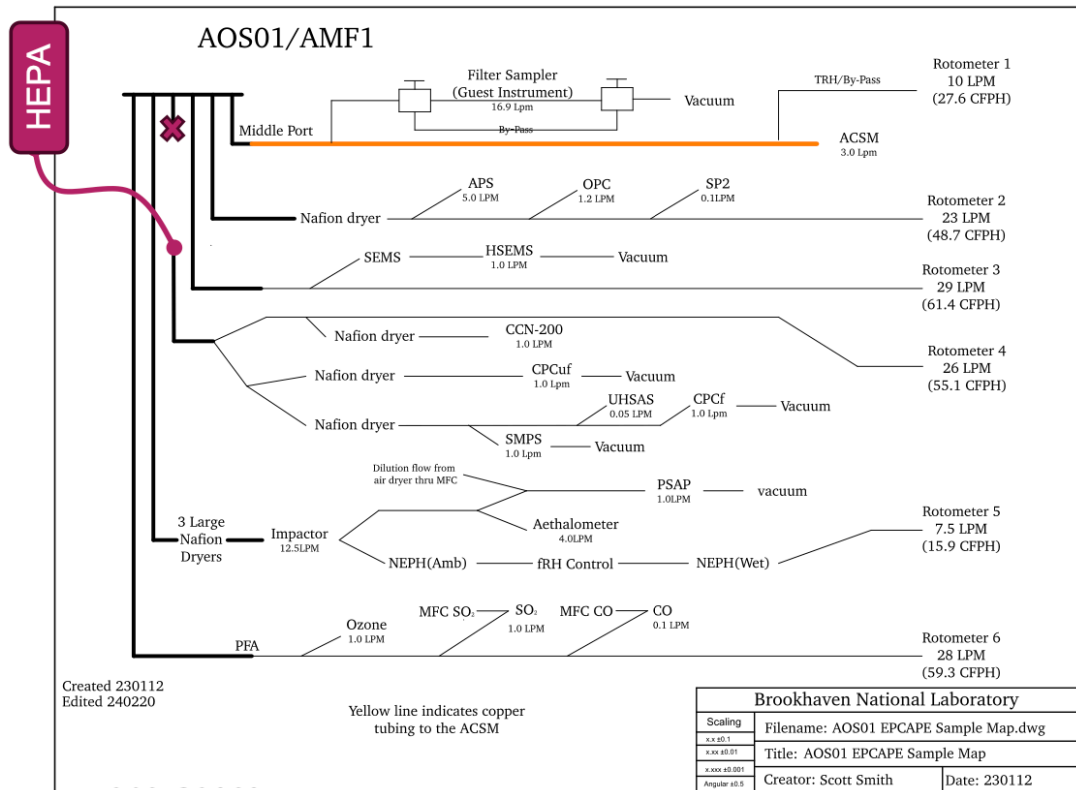 HEPA
AOS01/AMF1
Filter Sampler
(Guest Instrument)
16.9 Lpm
By-Pass
Vacuum
TRH/By-Pass
Rotometer 1
10 LPM
(27.6 CFPH)
Middle Port
ACSM
3.0 Lpm
Nafion dryer
APS
5.0 LPM
OPC
1.2 LPM
SP2
0.1LPM
Rotometer 2
23 LPM
(48.7 CFPH)
SEMS
HSEMS
1.0 LPM
Vacuum
Rotometer 3
29 LPM
(61.4 CFPH)
Nafion dryer
CCN-200
1.0 LPM
Rotometer 4
26 LPM
(55.1 CFPH)
Nafion dryer
CPCuf
1.0 Lpm
Vacuum
Nafion dryer
UHSAS
0.05 LPM
CPCf
1.0 Lpm
Vacuum
SMPS
1.0 Lpm
Vacuum
Dilution flow from
air dryer thru MFC
PSAP
1.0LPM
vacuum
3 Large
Nafion
Dryers
Impactor
12.5LPM
Aethalometer
4.0LPM
Rotometer 5
7.5 LPM
(15.9 CFPH)
NEPH(Amb)
fRH Control
NEPH(Wet)
PFA
Ozone
1.0 LPM
MFC SO₂
SO₂
1.0 LPM
MFC CO
CO
0.1 LPM
Rotometer 6
28 LPM
(59.3 CFPH)
Created 230112
Edited 240220
Yellow line indicates copper
tubing to the ACSM
Brookhaven National Laboratory
Scaling
x.x ±0.1
x.xx ±0.01
x.xxx ±0.001
Angular ±0.5
Filename: AOS01 EPCAPE Sample Map.dwg
Title: AOS01 EPCAPE Sample Map
Creator: Scott Smith
Date: 230112